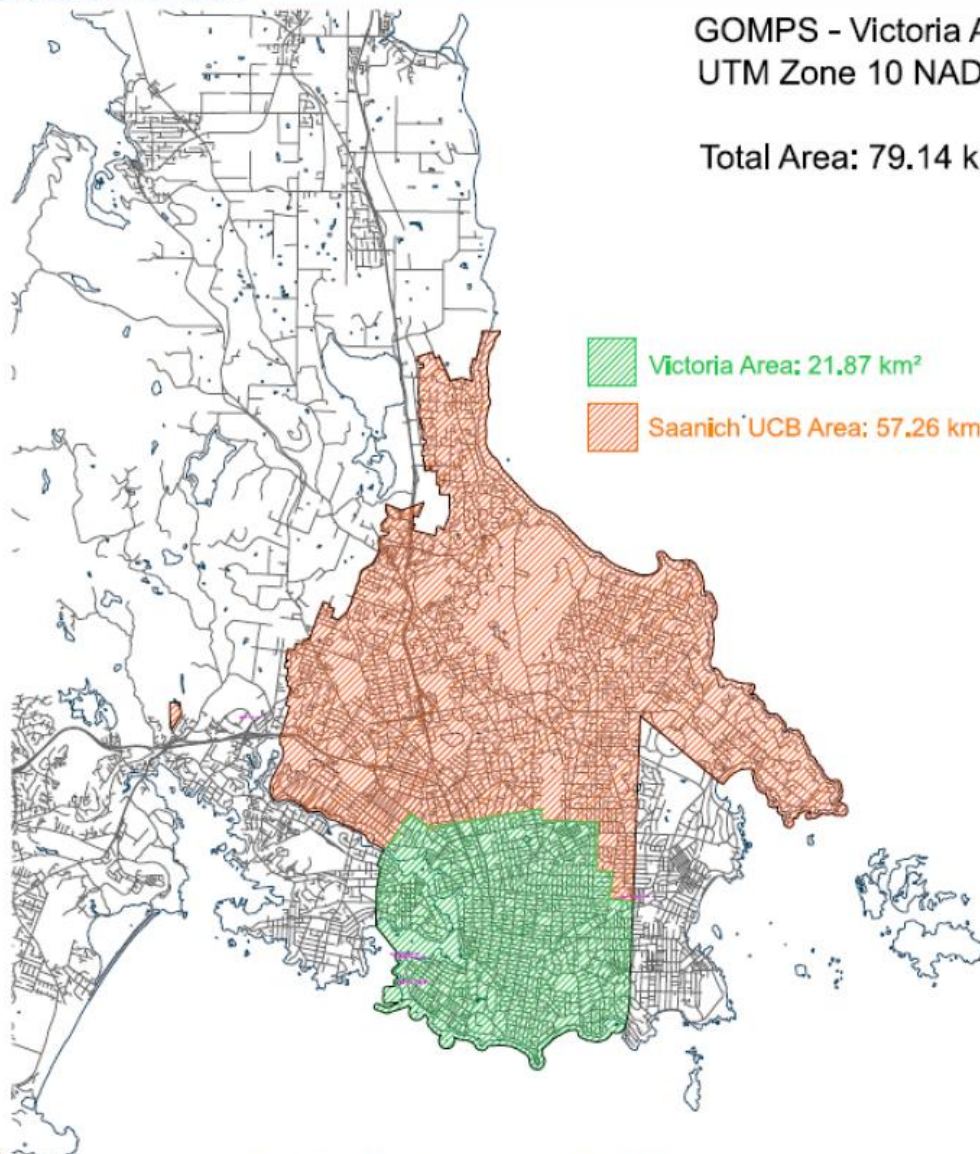 GOMPS - Victoria A
UTM Zone 10 NAD
Total Area: 79.14 k
Victoria Area: 21.87 km²
Saanich UCB Area: 57.26 km